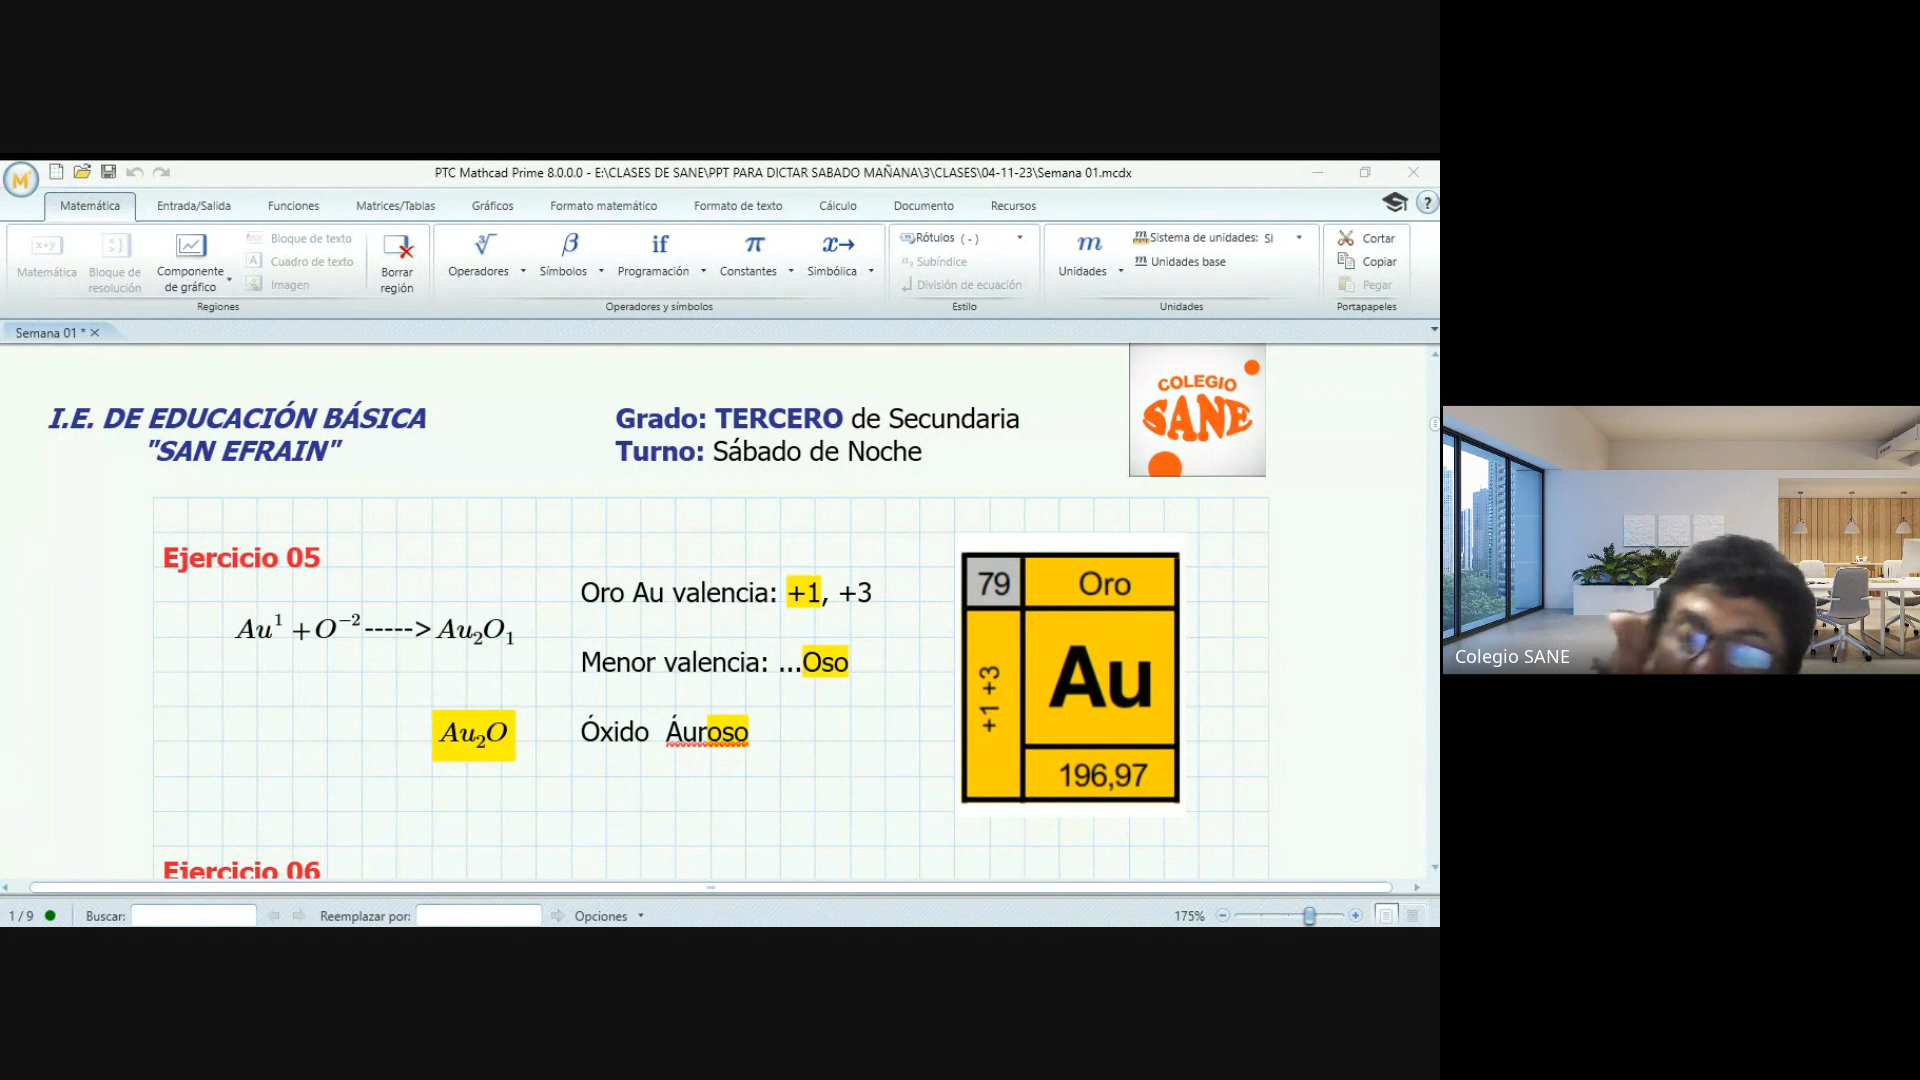 PTC Mathcad Prime 8.0.0.0 - E:\CLASES DE SANE\PPT PARA DICTAR SABADO MAÑANA\3\CLASES\04-11-23\Semana 01.mcdx
Matemática Entrada/Salida Funciones Matrices/Tablas Gráficos Formato matemático Formato de texto Cálculo Documento Recursos
Matemática
Bloque de resolución
Componente de gráfico
Bloque de texto
Cuadro de texto
Imagen
Borrar región
Regiones
Operadores
Símbolos
if
Programación
π
Constantes
Simbólica
Operadores y símbolos
Rótulos (-)
Subíndice
División de ecuación
Estilo
m
Unidades
Sistema de unidades: SI
Unidades base
Unidades
Cortar
Copiar
Pegar
Portapapeles
Semana 01 *
I.E. DE EDUCACIÓN BÁSICA
"SAN EFRAIN"
Grado: TERCERO de Secundaria
Turno: Sábado de Noche
COLEGIO
SANE
Ejercicio 05
Au¹ + O⁻² -----> Au₂O₁
Au₂O
Oro Au valencia: +1, +3
Menor valencia: ...Oso
Óxido Áuroso
79 Oro
+1 +3
Au
196,97
Ejercicio 06
1 / 9 Buscar: Reemplazar por: Opciones 175%
Colegio SANE